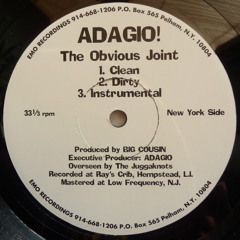 EMO RECORDINGS 914-668-1206 P.O. Box 565 Pelham, N.Y. 10804
ADAGIO!
The Obvious Joint
1. Clean
2. Dirty
3. Instrumental
33⅓ rpm
New York Side
Produced by BIG COUSIN
Executive Producer: ADAGIO
Overseen by The Juggaknots
Recorded at Ray's Crib, Hempstead, L.I.
Mastered at Low Frequency, N.J.
EMO RECORDINGS 914-668-1206 P.O. Box 565 Pelham, N.Y. 10804